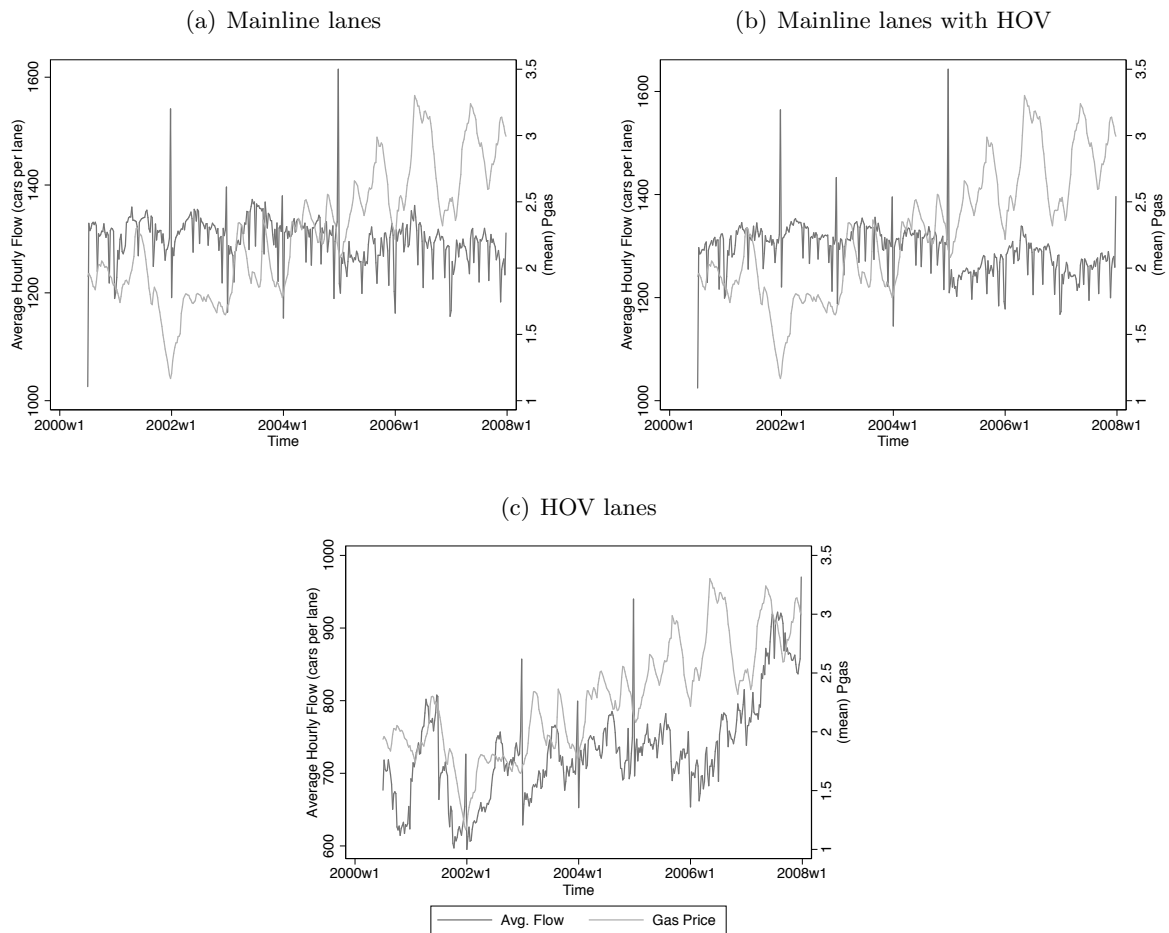 (a) Mainline lanes
Average Hourly Flow (cars per lane)
1600
1400
1200
1000
3.5
3
2.5
2
1.5
1
(mean) Pgas
2000w1 2002w1 2004w1 2006w1 2008w1
Time
(b) Mainline lanes with HOV
Average Hourly Flow (cars per lane)
1600
1400
1200
1000
3.5
3
2.5
2
1.5
1
(mean) Pgas
2000w1 2002w1 2004w1 2006w1 2008w1
Time
(c) HOV lanes
Average Hourly Flow (cars per lane)
1000
900
800
700
600
3.5
3
2.5
2
1.5
1
(mean) Pgas
2000w1 2002w1 2004w1 2006w1 2008w1
Time
Avg. Flow Gas Price